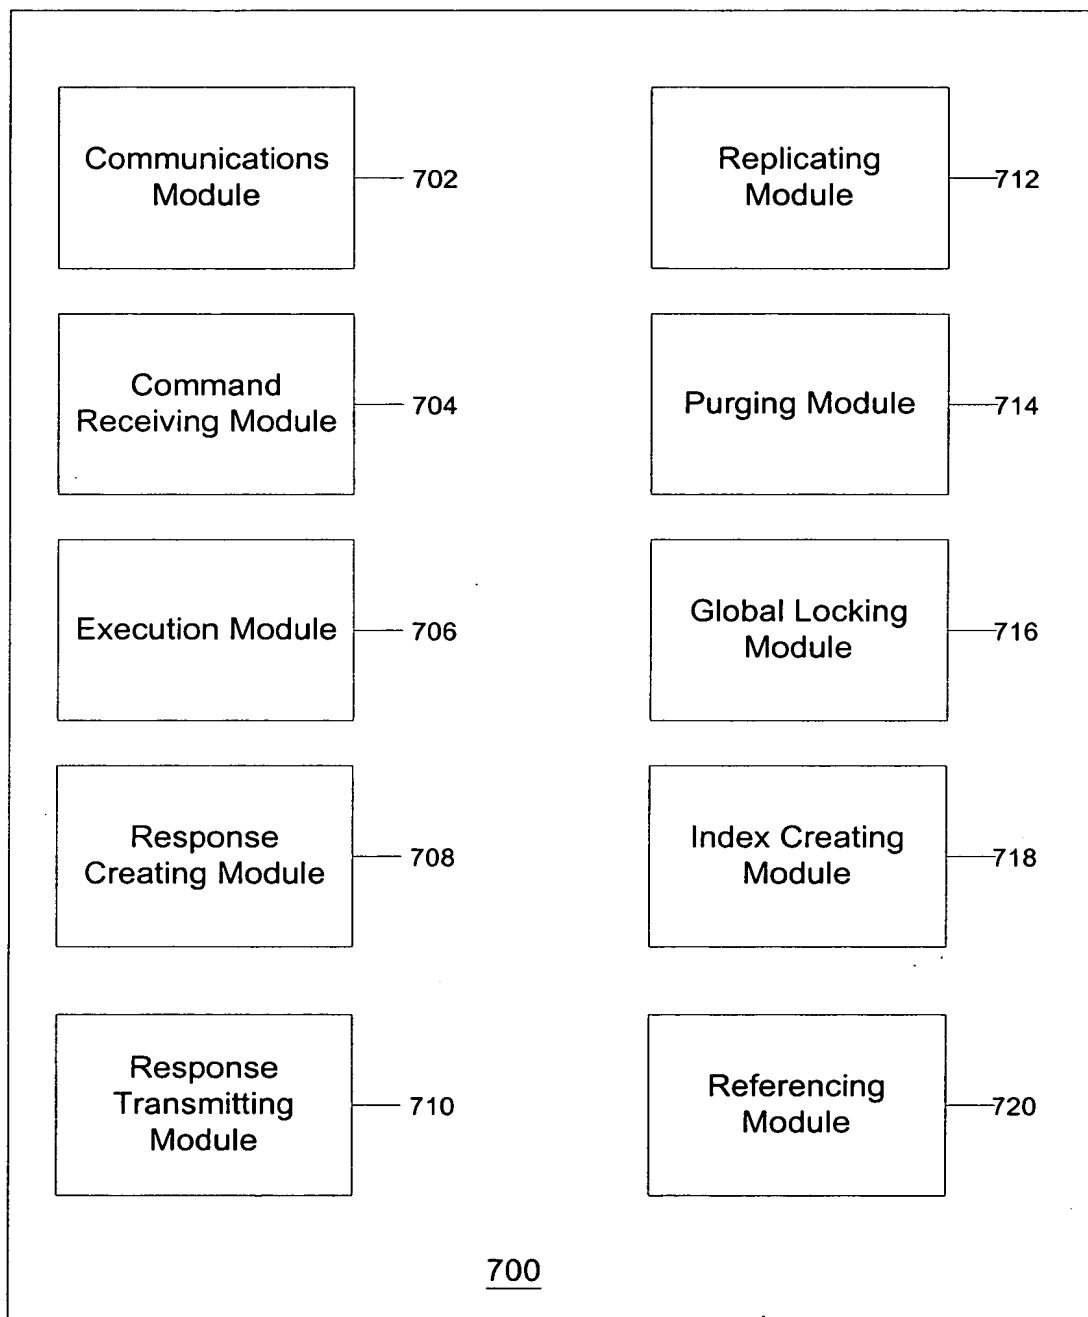 Communications
Module
702
Command
Receiving Module
704
Execution Module
706
Response
Creating Module
708
Response
Transmitting
Module
710
Replicating
Module
712
Purging Module
714
Global Locking
Module
716
Index Creating
Module
718
Referencing
Module
720
700